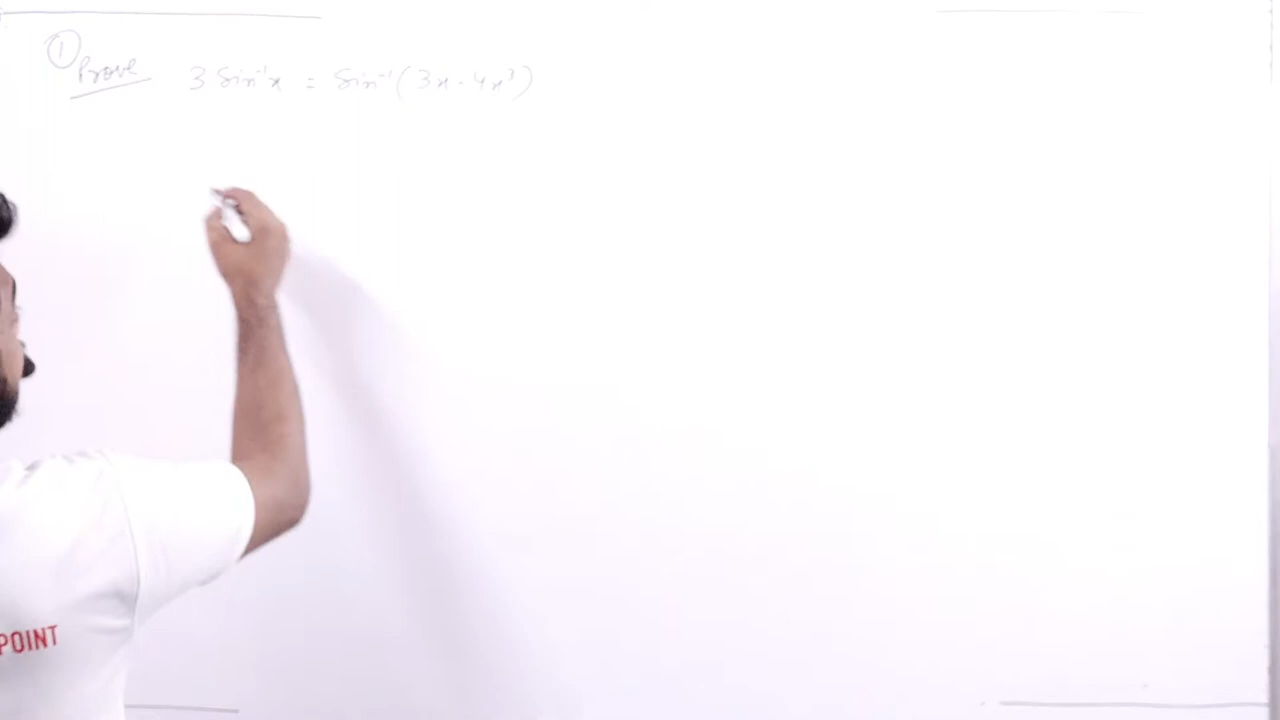 ① Prove 3 Sin⁻¹x = Sin⁻¹(3x - 4x³)
POINT